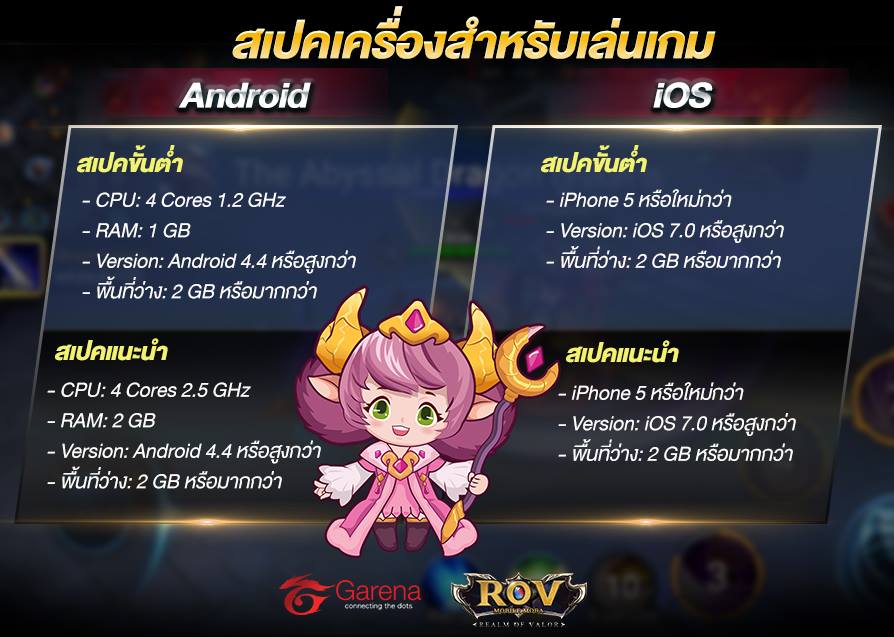 สเปคเครื่องสำหรับเล่นเกม
Android
สเปคขั้นต่ำ
- CPU: 4 Cores 1.2 GHz
- RAM: 1 GB
- Version: Android 4.4 หรือสูงกว่า
- พื้นที่ว่าง: 2 GB หรือมากกว่า
สเปคแนะนำ
- CPU: 4 Cores 2.5 GHz
- RAM: 2 GB
- Version: Android 4.4 หรือสูงกว่า
- พื้นที่ว่าง: 2 GB หรือมากกว่า
iOS
สเปคขั้นต่ำ
- iPhone 5 หรือใหม่กว่า
- Version: iOS 7.0 หรือสูงกว่า
- พื้นที่ว่าง: 2 GB หรือมากกว่า
สเปคแนะนำ
- iPhone 5 หรือใหม่กว่า
- Version: iOS 7.0 หรือสูงกว่า
- พื้นที่ว่าง: 2 GB หรือมากกว่า
The Abyssal Dragon
Garena
connecting the dots
ROV
MOBILE MOBA
REALM OF VALOR
10
3